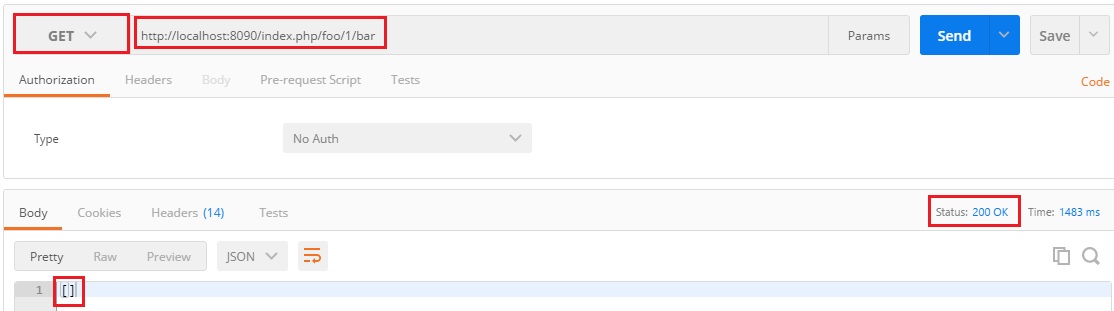 GET http://localhost:8090/index.php/foo/1/bar Params Send Save
Authorization Headers Body Pre-request Script Tests Code
Type No Auth
Body Cookies Headers (14) Tests Status: 200 OK Time: 1483 ms
Pretty Raw Preview JSON
1 []